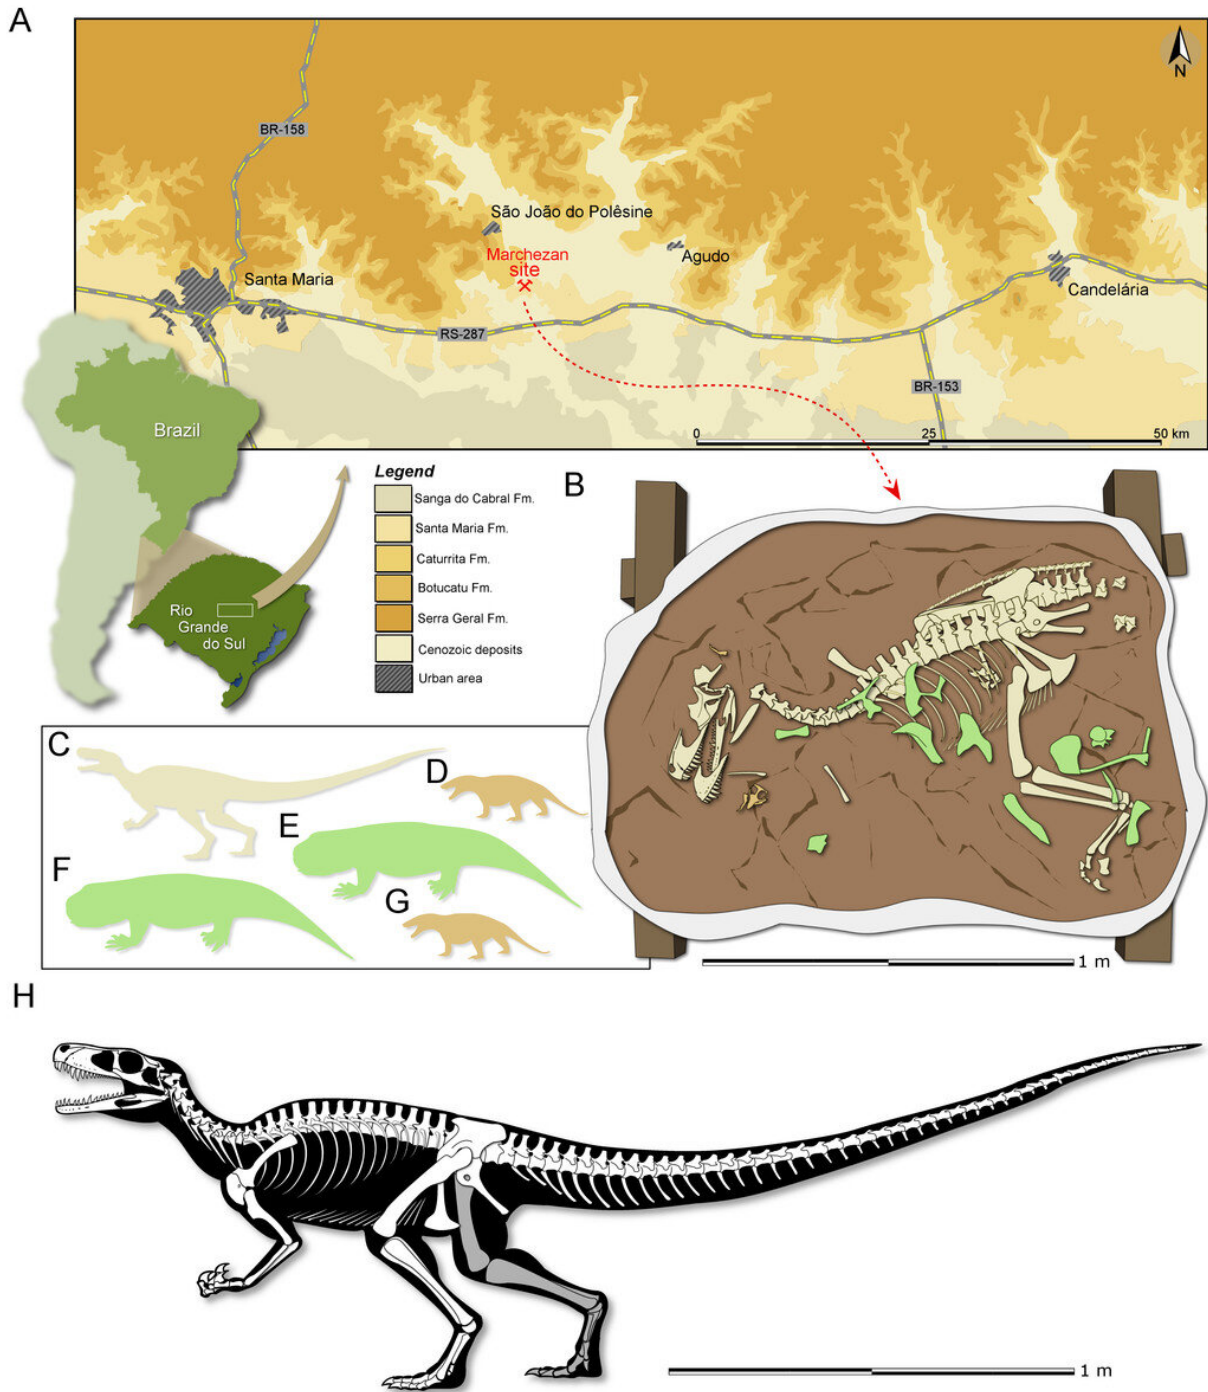 A
N
BR-158
São João do Polêsine
Marchezan
site
Agudo
Santa Maria
Candelária
RS-287
BR-153
0 25 50 km
Brazil
Rio
Grande
do Sul
Legend
Sanga do Cabral Fm.
Santa Maria Fm.
Caturrita Fm.
Botucatu Fm.
Serra Geral Fm.
Cenozoic deposits
Urban area
B
1 m
C
D
E
F
G
H
1 m